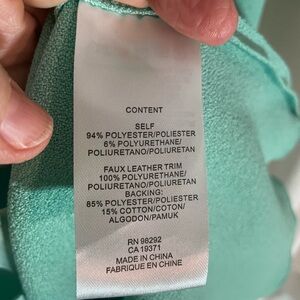 CONTENT
SELF
94% POLYESTER/POLIESTER
6% POLYURETHANE/
POLIURETANO/POLIURETAN
FAUX LEATHER TRIM
100% POLYURETHANE/
POLIURETANO/POLIURETAN
BACKING:
85% POLYESTER/POLIESTER
15% COTTON/COTON/
ALGODON/PAMUK
RN 98292
CA 19371
MADE IN CHINA
FABRIQUE EN CHINE